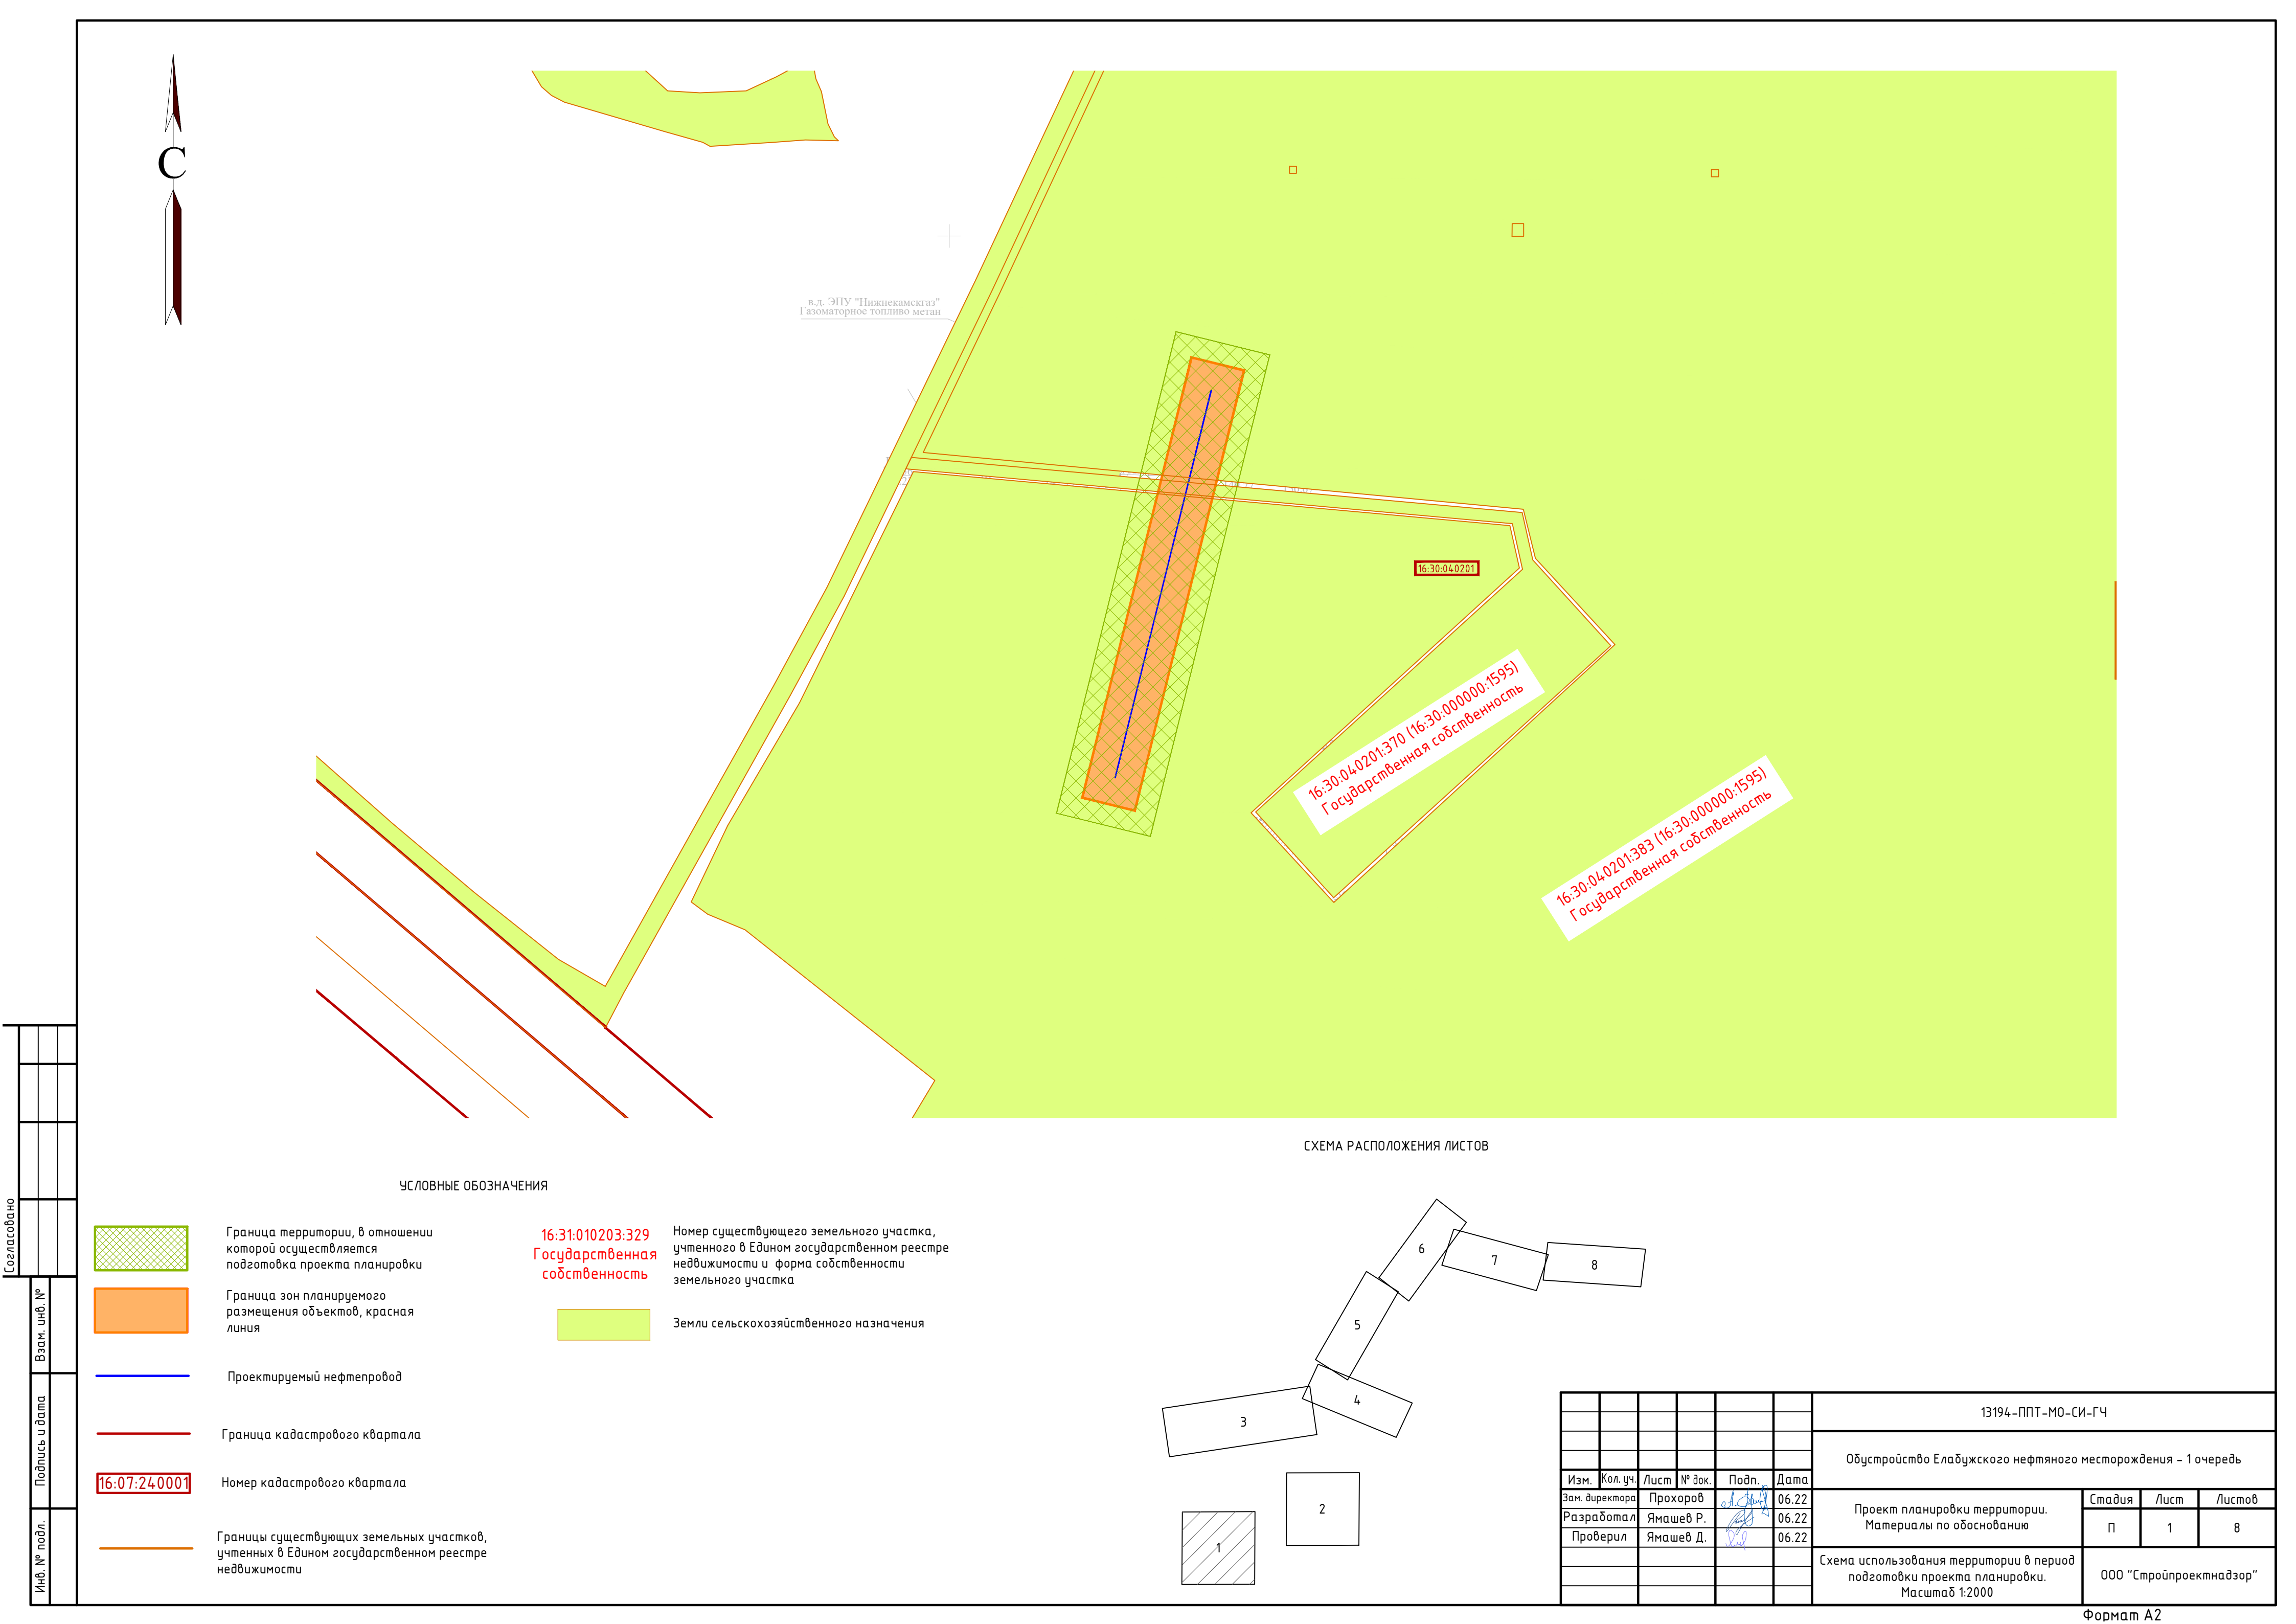 С
в.д. ЭПУ "Нижнекамскгаз"
Газоматорное топливо метан
16:30:040201
16:30:040201:370 (16:30:000000:1595)
Государственная собственность
16:30:040201:383 (16:30:000000:1595)
Государственная собственность
СХЕМА РАСПОЛОЖЕНИЯ ЛИСТОВ
6
7
8
5
4
3
2
1
УСЛОВНЫЕ ОБОЗНАЧЕНИЯ
Граница территории, в отношении
которой осуществляется
подготовка проекта планировки
Граница зон планируемого
размещения объектов, красная
линия
Проектируемый нефтепровод
Граница кадастрового квартала
16:07:240001
Номер кадастрового квартала
Границы существующих земельных участков,
учтенных в Едином государственном реестре
недвижимости
16:31:010203:329
Государственная
собственность
Номер существующего земельного участка,
учтенного в Едином государственном реестре
недвижимости и форма собственности
земельного участка
Земли сельскохозяйственного назначения
Согласовано
Взам. инв. №
Подпись и дата
Инв. № подл.
13194-ППТ-МО-СИ-ГЧ
Обустройство Елабужского нефтяного месторождения - 1 очередь
Изм. Кол. уч. Лист № док. Подп. Дата
Зам. директора Прохоров 06.22
Разработал Ямашев Р. 06.22
Проверил Ямашев Д. 06.22
Проект планировки территории.
Материалы по обоснованию
Стадия Лист Листов
П 1 8
Схема использования территории в период
подготовки проекта планировки.
Масштаб 1:2000
ООО "Стройпроектнадзор"
Формат А2